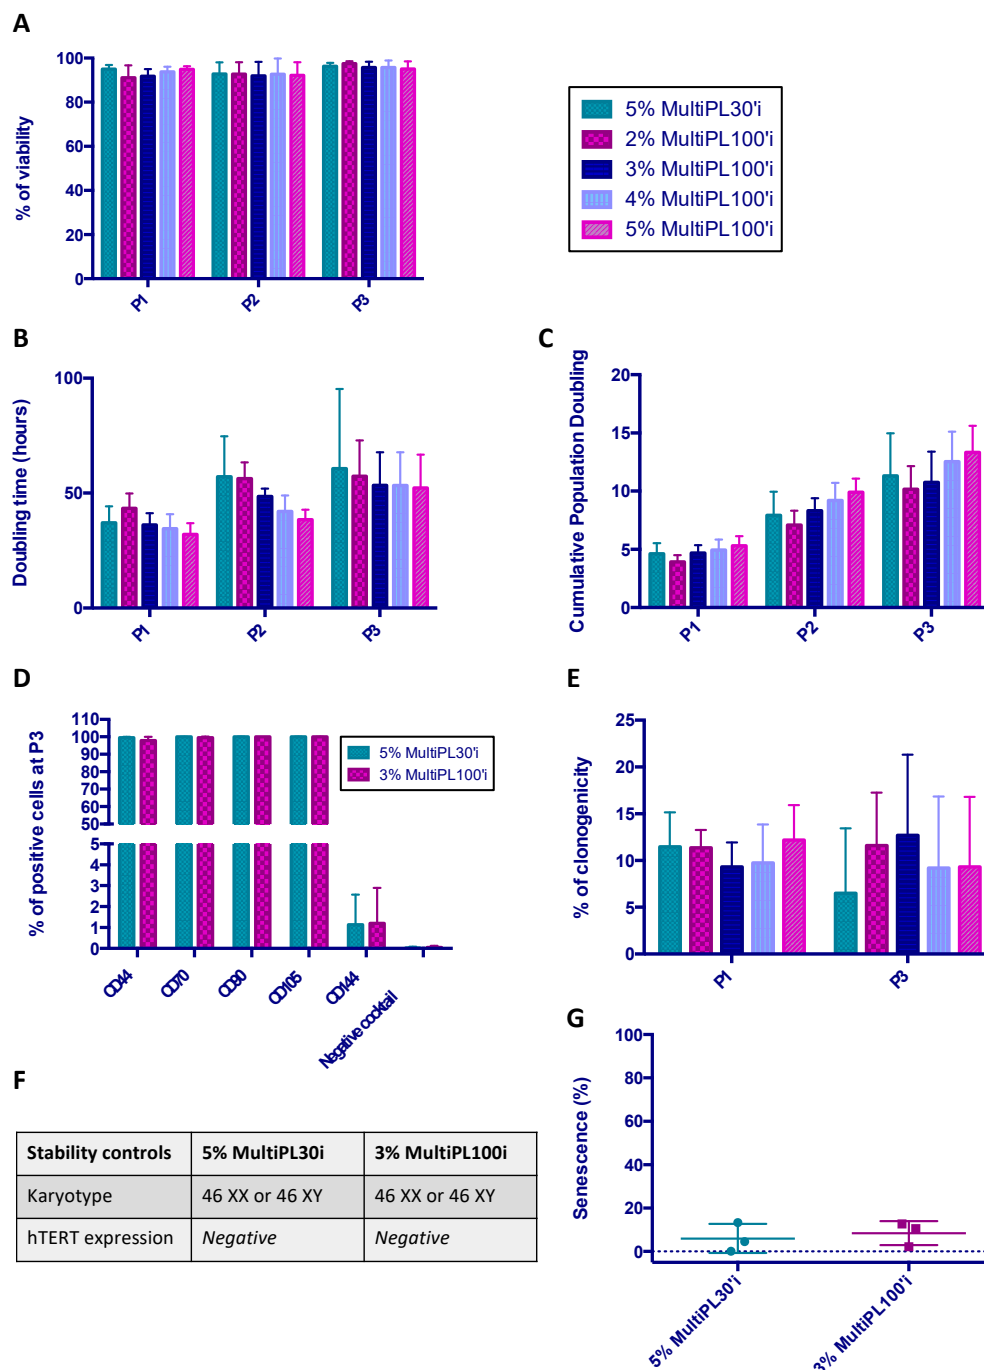 A
% of viability
100
80
60
40
20
0
P1
P2
P3
5% MultiPL30'i
2% MultiPL100'i
3% MultiPL100'i
4% MultiPL100'i
5% MultiPL100'i
B
Doubling time (hours)
100
50
0
P1
P2
P3
C
Cumulative Population Doubling
20
15
10
5
0
P1
P2
P3
D
% of positive cells at P3
110
100
90
80
70
60
50
5
4
3
2
1
0
CD44
CD70
CD90
CD105
CD144
Negative cocktail
5% MultiPL30'i
3% MultiPL100'i
E
% of clonogenicity
25
20
15
10
5
0
P1
P3
F
Stability controls 5% MultiPL30i 3% MultiPL100i
Karyotype 46 XX or 46 XY 46 XX or 46 XY
hTERT expression Negative Negative
G
Senescence (%)
100
80
60
40
20
0
5% MultiPL30'i
3% MultiPL100'i